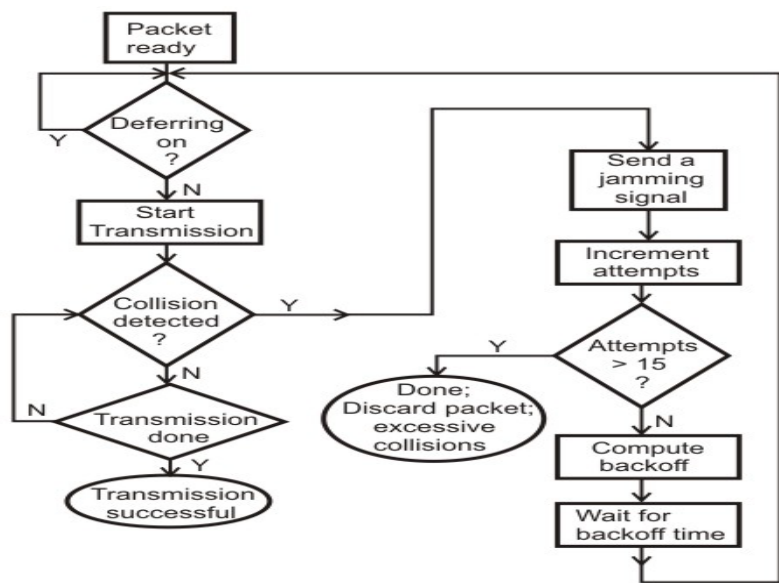 Packet
ready
Deferring
on
?
Y
N
Start
Transmission
Collision
detected
?
Y
N
Transmission
done
N
Y
Transmission
successful
Send a
jamming
signal
Increment
attempts
Attempts
> 15
?
Y
Done;
Discard packet;
excessive
collisions
N
Compute
backoff
Wait for
backoff time